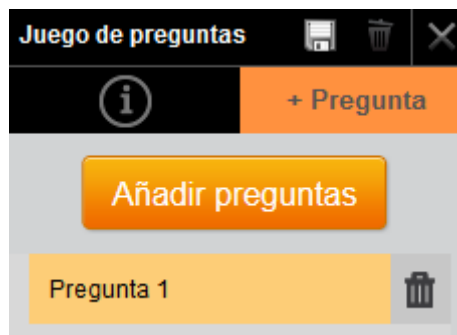 Juego de preguntas
+ Pregunta
Añadir preguntas
Pregunta 1